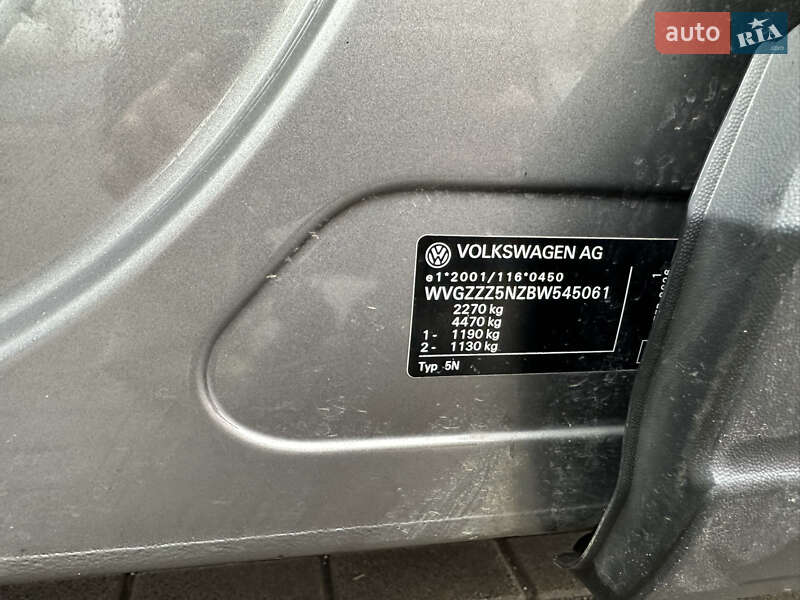 auto RIA
VOLKSWAGEN AG
e1*2001/116*0450
WVGZZZ5NZBW545061
2270 kg
4470 kg
1- 1190 kg
2- 1130 kg
Typ 5N